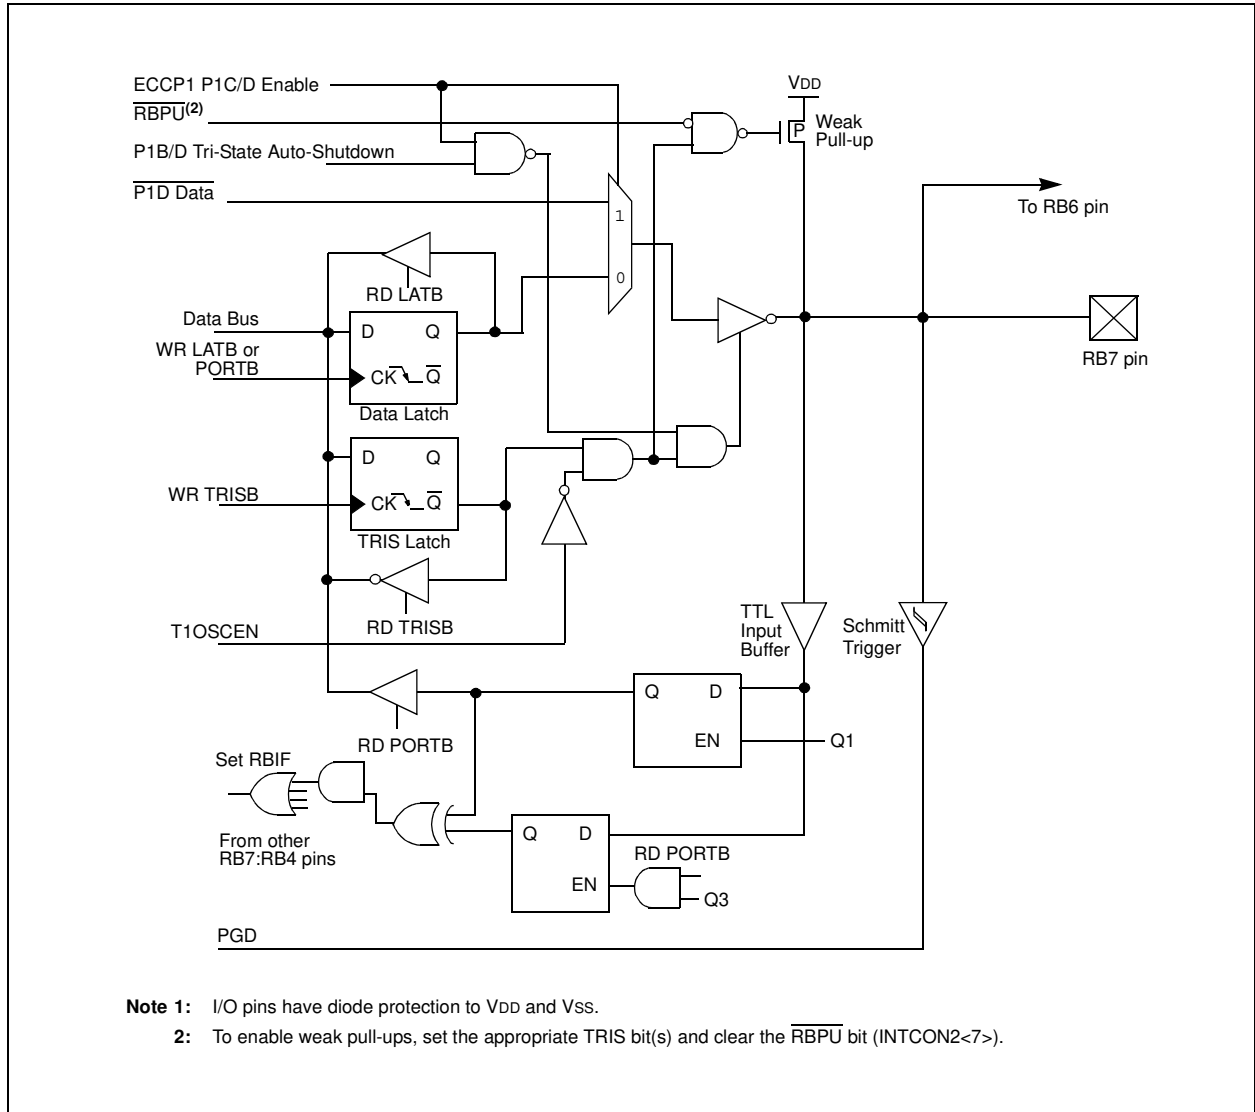 ECCP1 P1C/D Enable
VDD
RBPU(2)
P
Weak
Pull-up
P1B/D Tri-State Auto-Shutdown
P1D Data
1
To RB6 pin
0
RD LATB
Data Bus
D Q
WR LATB or
PORTB
CK Q
RB7 pin
Data Latch
D Q
WR TRISB
CK Q
TRIS Latch
RD TRISB
T1OSCEN
TTL
Input
Buffer
Schmitt
Trigger
Q D
EN
Q1
RD PORTB
Set RBIF
From other
RB7:RB4 pins
Q D
RD PORTB
EN
Q3
PGD
Note 1: I/O pins have diode protection to VDD and VSS.
2: To enable weak pull-ups, set the appropriate TRIS bit(s) and clear the RBPU bit (INTCON2<7>).